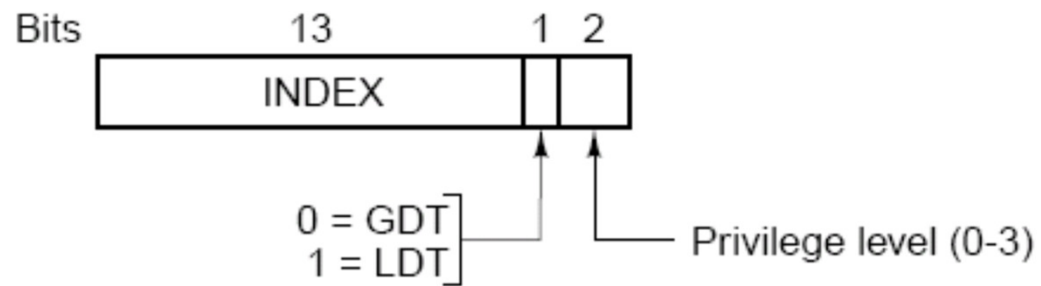 Bits 13 1 2
INDEX
0 = GDT
1 = LDT
Privilege level (0-3)